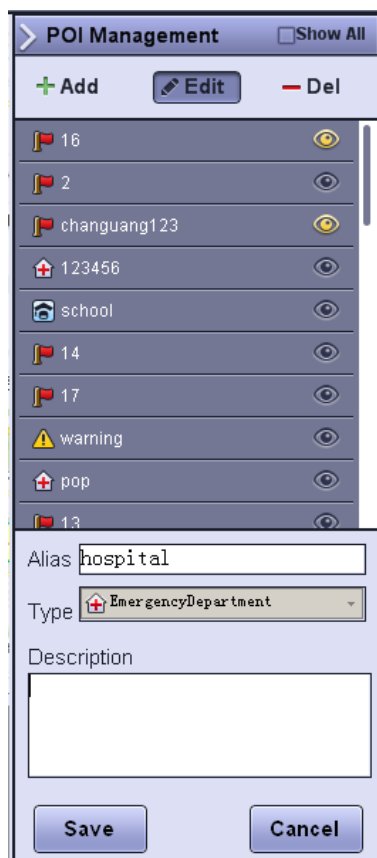 POI Management Show All
Add Edit Del
16
2
changuang123
123456
school
14
17
warning
pop
13
Alias hospital
Type EmergencyDepartment
Description
Save Cancel